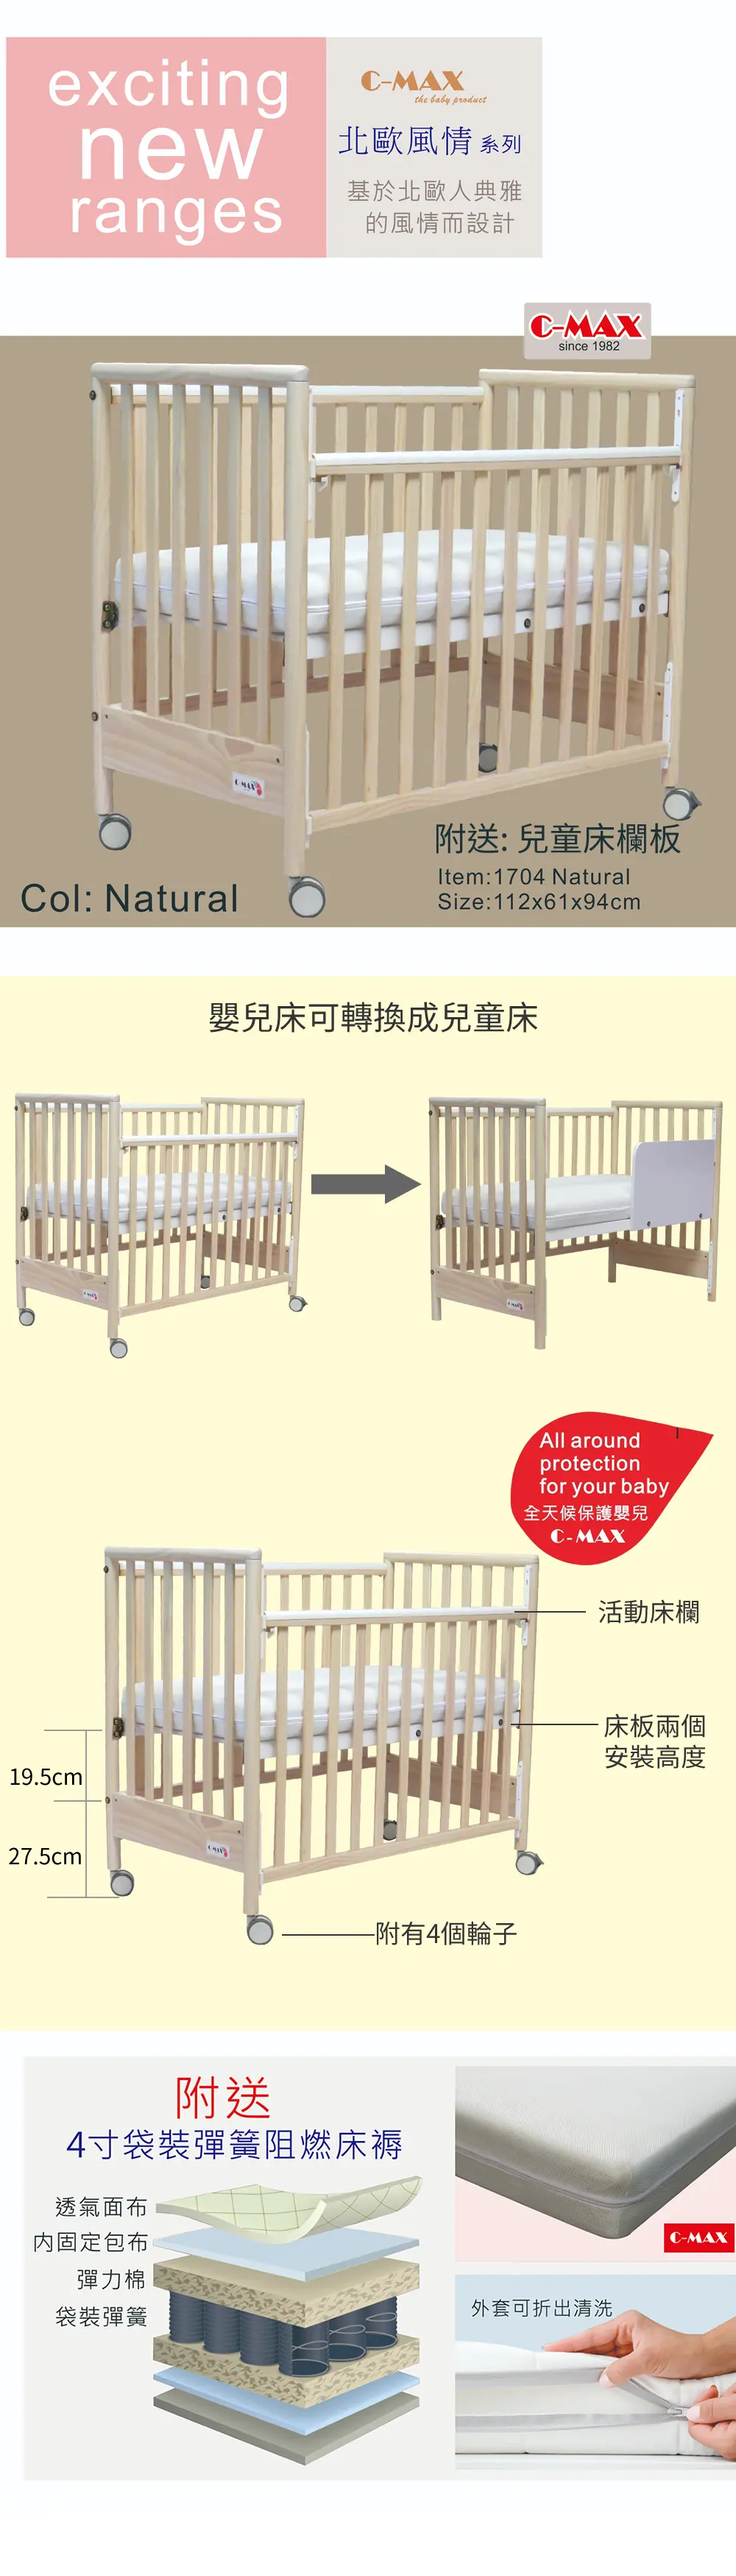 exciting
new
ranges
C-MAX
the baby product
北歐風情 系列
基於北歐人典雅
的風情而設計
C-MAX
since 1982
C-MAX
附送: 兒童床欄板
Item:1704 Natural
Size:112x61x94cm
Col: Natural
嬰兒床可轉換成兒童床
C-MAX
C-MAX
All around
protection
for your baby
全天候保護嬰兒
C-MAX
活動床欄
床板兩個
安裝高度
19.5cm
27.5cm
C-MAX
附有4個輪子
附送
4寸袋裝彈簧阻燃床褥
透氣面布
內固定包布
彈力棉
袋裝彈簧
C-MAX
外套可折出清洗